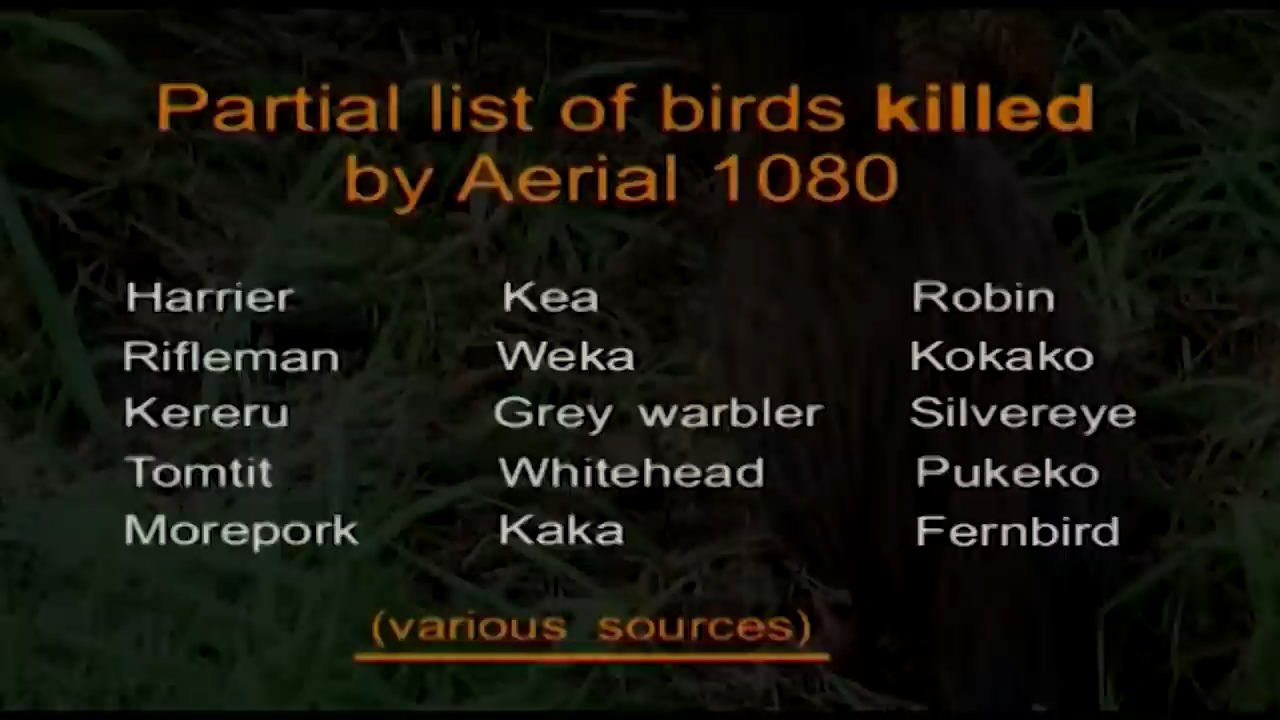 Partial list of birds killed
by Aerial 1080
Harrier Kea Robin
Rifleman Weka Kokako
Kereru Grey warbler Silvereye
Tomtit Whitehead Pukeko
Morepork Kaka Fernbird
(various sources)